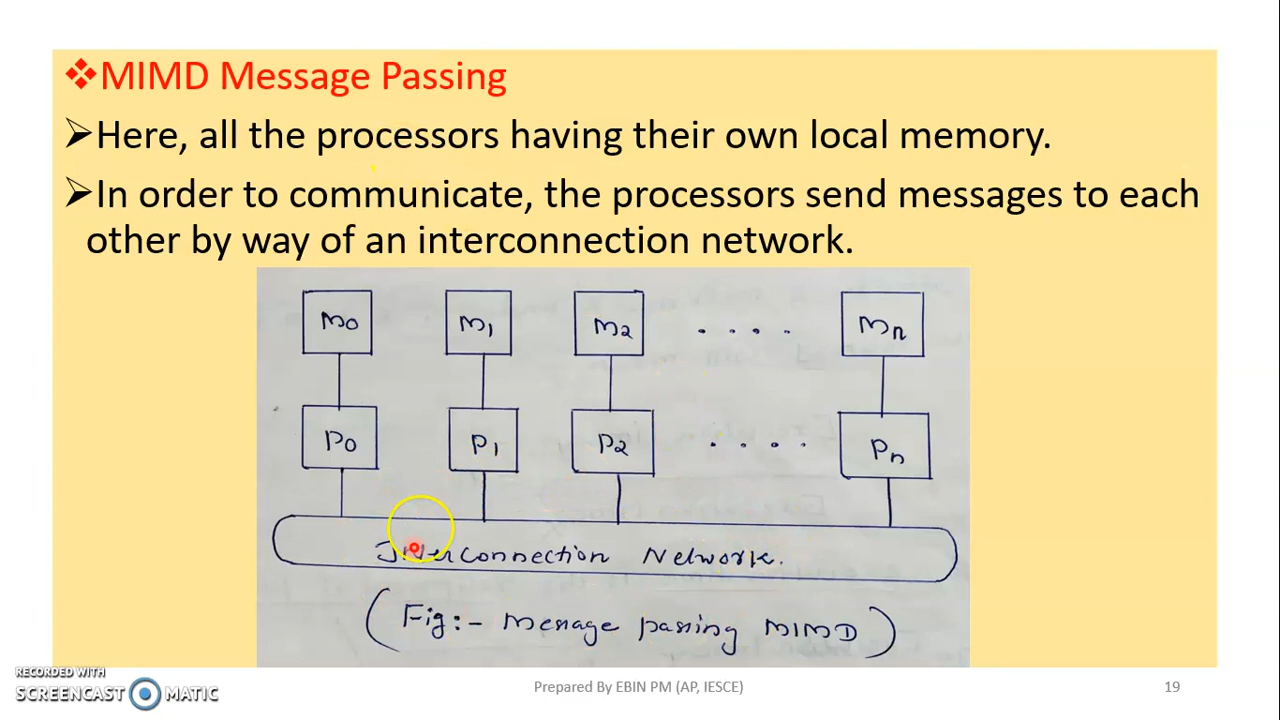 ❖MIMD Message Passing
➢Here, all the processors having their own local memory.
➢In order to communicate, the processors send messages to each
other by way of an interconnection network.
M0 M1 M2 . . . . Mn
P0 P1 P2 . . . . Pn
Interconnection Network.
(Fig:- Message passing MIMD)
RECORDED WITH
SCREENCAST MATIC
Prepared By EBIN PM (AP, IESCE)
19